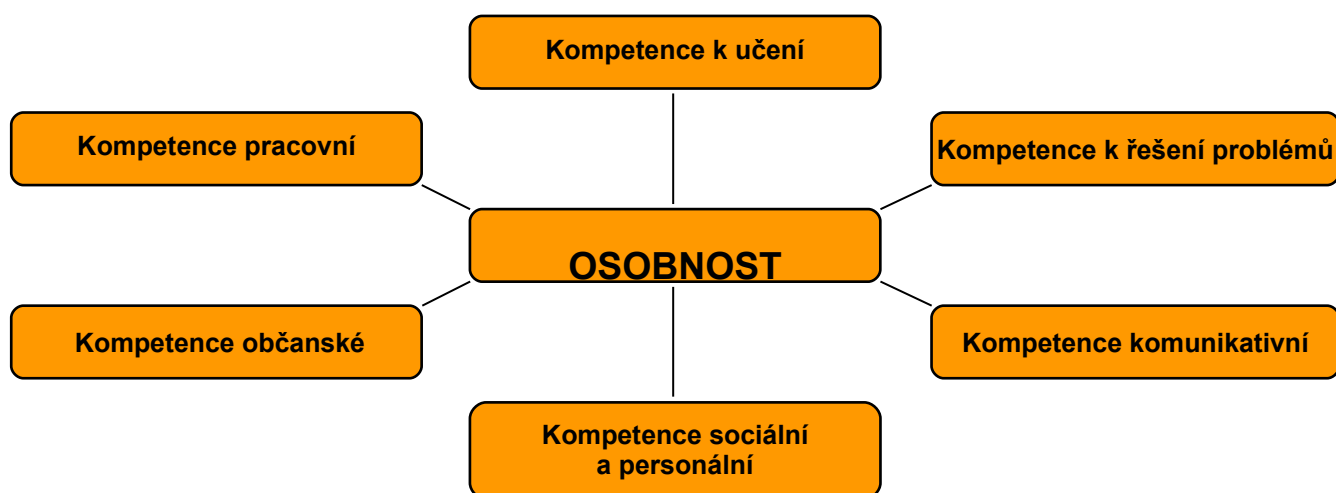 Kompetence k učení
Kompetence pracovní
Kompetence k řešení problémů
OSOBNOST
Kompetence občanské
Kompetence komunikativní
Kompetence sociální
a personální